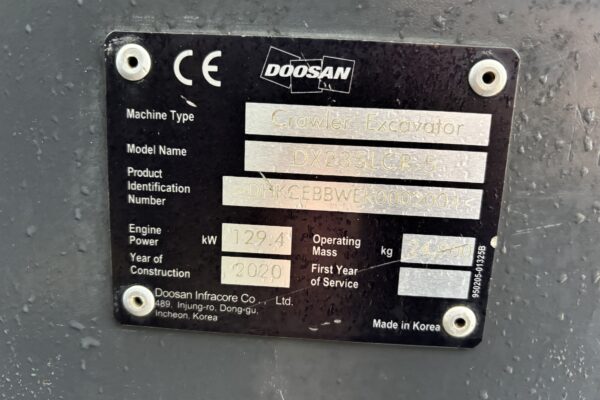 CE
DOOSAN
Machine Type Crawler Excavator
Model Name DX235LCR-5
Product
Identification
Number
Engine
Power kW 129.4 Operating
Mass kg
Year of
Construction 2020 First Year
of Service
Doosan Infracore Co Ltd.
489, Injung-ro, Dong-gu,
Incheon, Korea
Made in Korea
950205-01325B